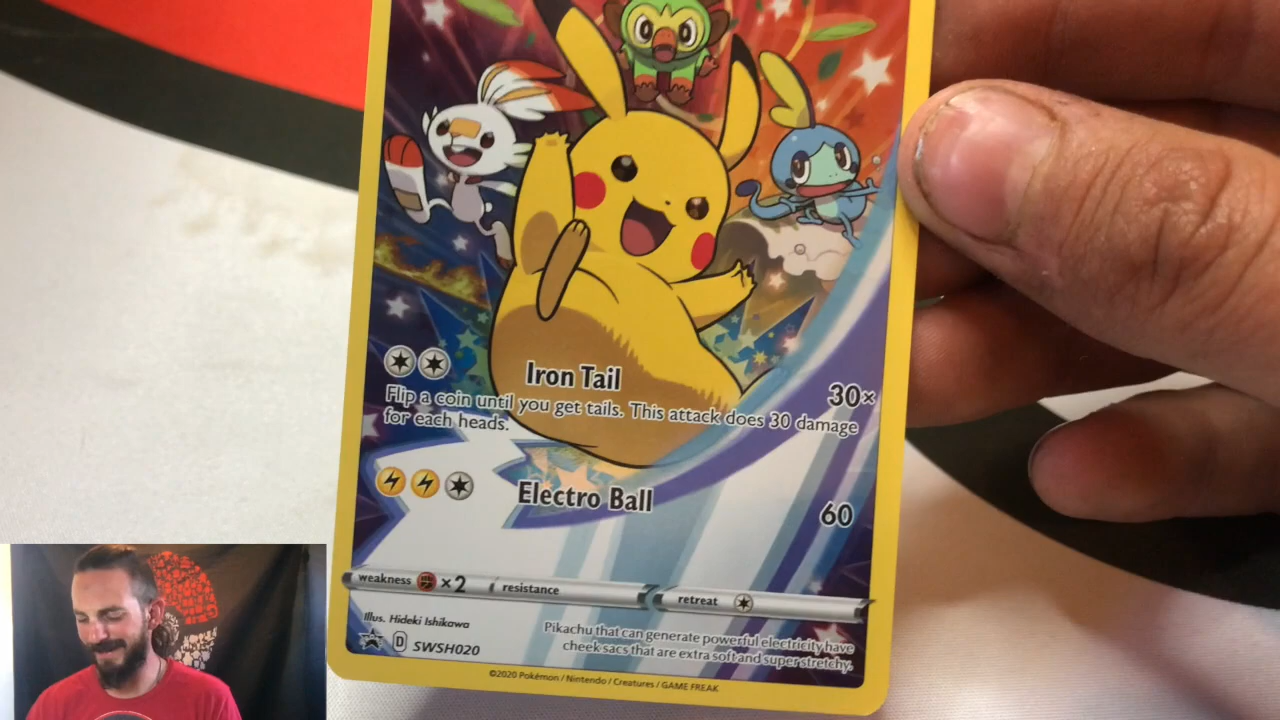 Iron Tail 30×
Flip a coin until you get tails. This attack does 30 damage
for each heads.
Electro Ball 60
weakness ×2 resistance retreat
Illus. Hideki Ishikawa
D SWSH020
Pikachu that can generate powerful electricity have
cheek sacs that are extra soft and super stretchy.
©2020 Pokémon / Nintendo / Creatures / GAME FREAK